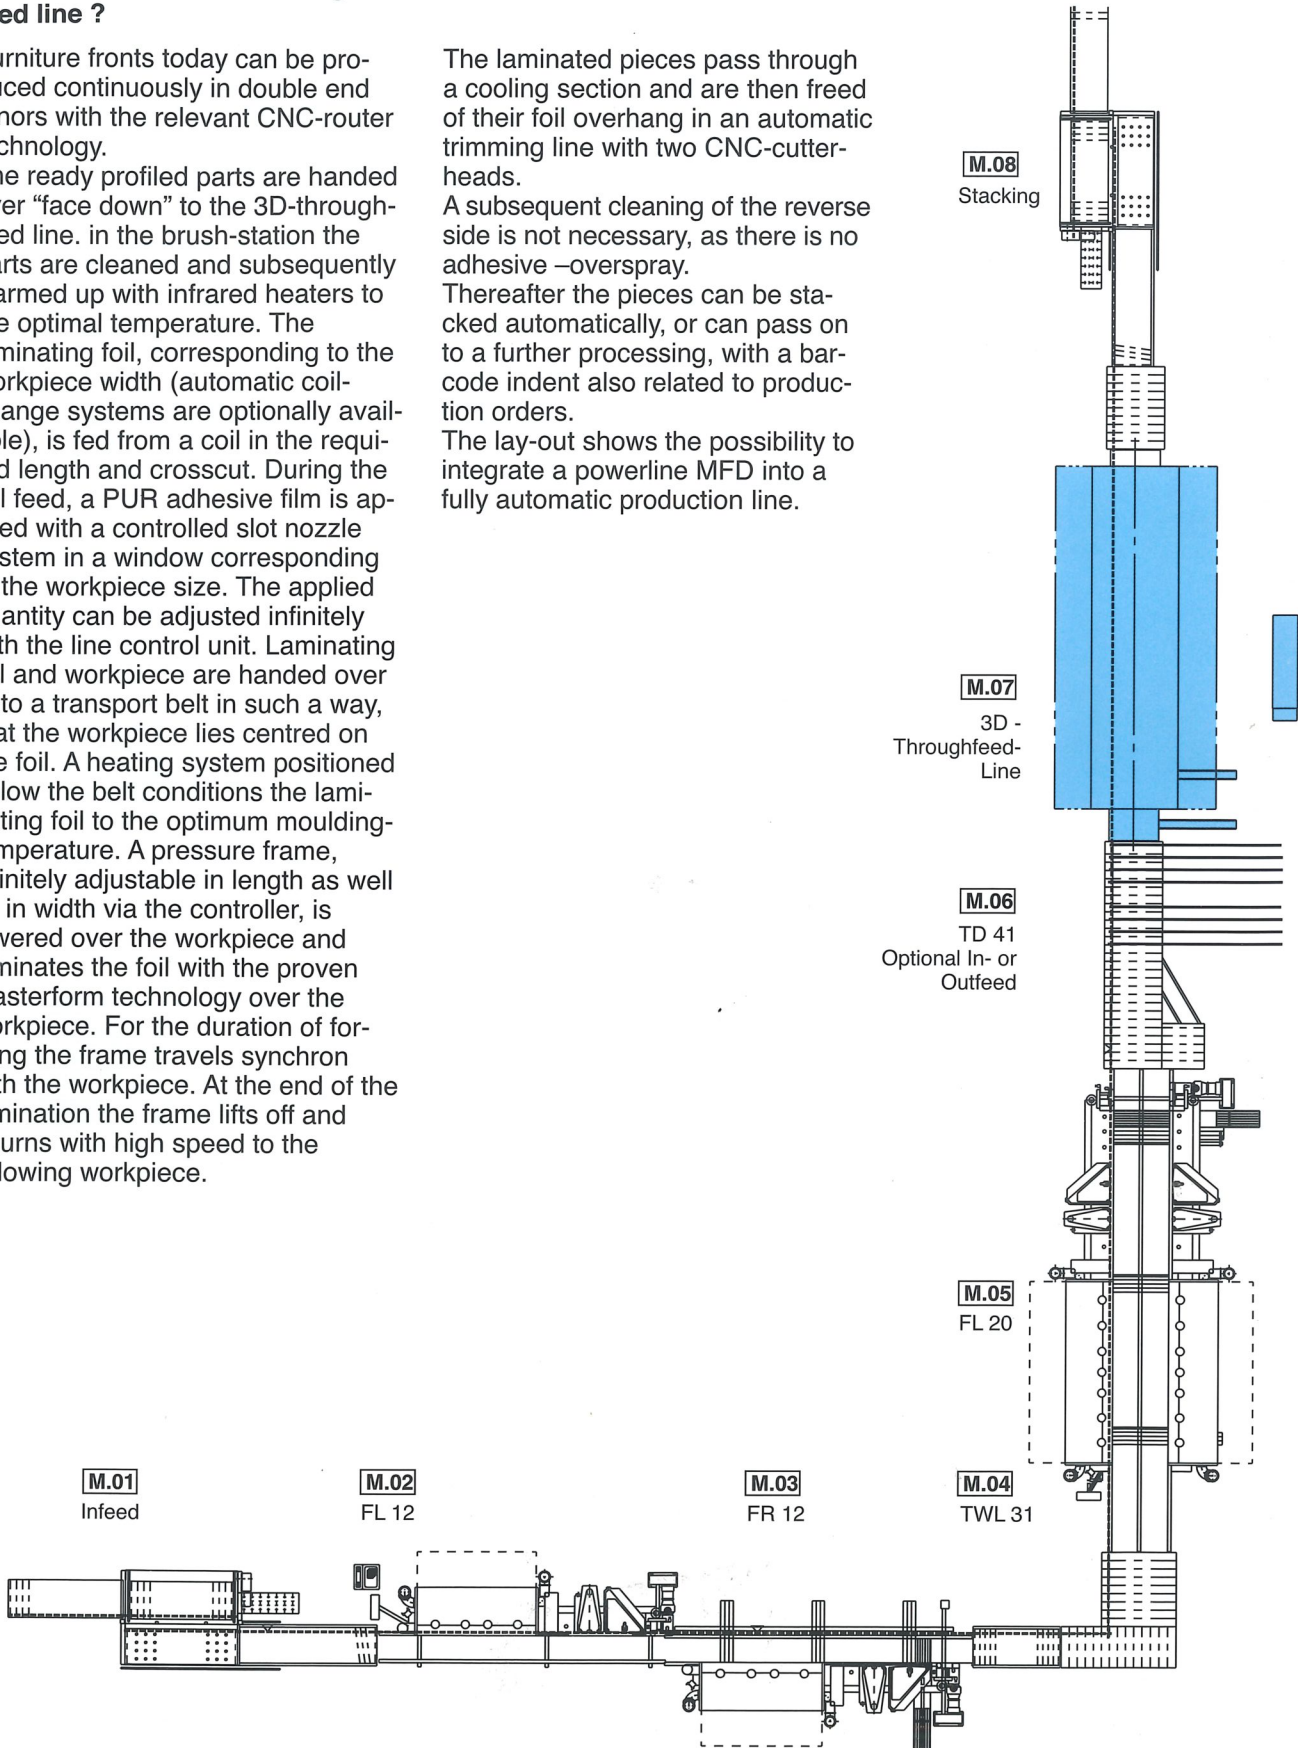 ed line ?
urniture fronts today can be pro-
uced continuously in double end
nors with the relevant CNC-router
chnology.
ne ready profiled parts are handed
ver “face down” to the 3D-through-
ed line. in the brush-station the
arts are cleaned and subsequently
armed up with infrared heaters to
e optimal temperature. The
minating foil, corresponding to the
orkpiece width (automatic coil-
ange systems are optionally avail-
ble), is fed from a coil in the requi-
d length and crosscut. During the
l feed, a PUR adhesive film is ap-
ed with a controlled slot nozzle
stem in a window corresponding
the workpiece size. The applied
antity can be adjusted infinitely
th the line control unit. Laminating
l and workpiece are handed over
to a transport belt in such a way,
at the workpiece lies centred on
e foil. A heating system positioned
low the belt conditions the lami-
ting foil to the optimum moulding-
mperature. A pressure frame,
initely adjustable in length as well
in width via the controller, is
wered over the workpiece and
minates the foil with the proven
asterform technology over the
orkpiece. For the duration of for-
ng the frame travels synchron
th the workpiece. At the end of the
mination the frame lifts off and
urns with high speed to the
lowing workpiece.
The laminated pieces pass through
a cooling section and are then freed
of their foil overhang in an automatic
trimming line with two CNC-cutter-
heads.
A subsequent cleaning of the reverse
side is not necessary, as there is no
adhesive –overspray.
Thereafter the pieces can be sta-
cked automatically, or can pass on
to a further processing, with a bar-
code indent also related to produc-
tion orders.
The lay-out shows the possibility to
integrate a powerline MFD into a
fully automatic production line.
M.08
Stacking
M.07
3D -
Throughfeed-
Line
M.06
TD 41
Optional In- or
Outfeed
M.05
FL 20
M.01
Infeed
M.02
FL 12
M.03
FR 12
M.04
TWL 31